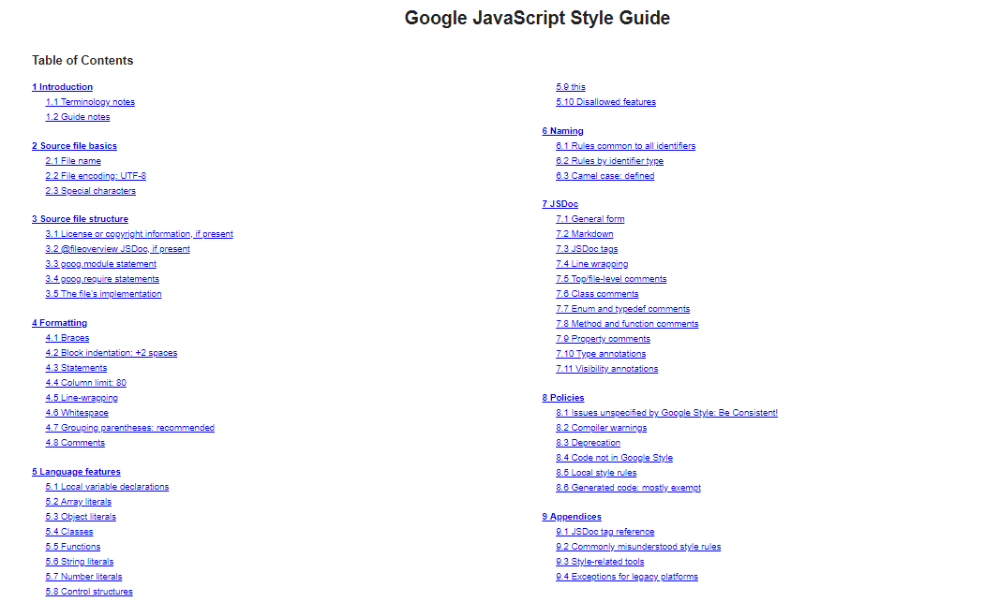 Google JavaScript Style Guide
Table of Contents
1 Introduction
1.1 Terminology notes
1.2 Guide notes
2 Source file basics
2.1 File name
2.2 File encoding: UTF-8
2.3 Special characters
3 Source file structure
3.1 License or copyright information, if present
3.2 @fileoverview JSDoc, if present
3.3 goog.module statement
3.4 goog.require statements
3.5 The file's implementation
4 Formatting
4.1 Braces
4.2 Block indentation: +2 spaces
4.3 Statements
4.4 Column limit: 80
4.5 Line-wrapping
4.6 Whitespace
4.7 Grouping parentheses: recommended
4.8 Comments
5 Language features
5.1 Local variable declarations
5.2 Array literals
5.3 Object literals
5.4 Classes
5.5 Functions
5.6 String literals
5.7 Number literals
5.8 Control structures
5.9 this
5.10 Disallowed features
6 Naming
6.1 Rules common to all identifiers
6.2 Rules by identifier type
6.3 Camel case: defined
7 JSDoc
7.1 General form
7.2 Markdown
7.3 JSDoc tags
7.4 Line wrapping
7.5 Top/file-level comments
7.6 Class comments
7.7 Enum and typedef comments
7.8 Method and function comments
7.9 Property comments
7.10 Type annotations
7.11 Visibility annotations
8 Policies
8.1 Issues unspecified by Google Style: Be Consistent!
8.2 Compiler warnings
8.3 Deprecation
8.4 Code not in Google Style
8.5 Local style rules
8.6 Generated code: mostly exempt
9 Appendices
9.1 JSDoc tag reference
9.2 Commonly misunderstood style rules
9.3 Style-related tools
9.4 Exceptions for legacy platforms